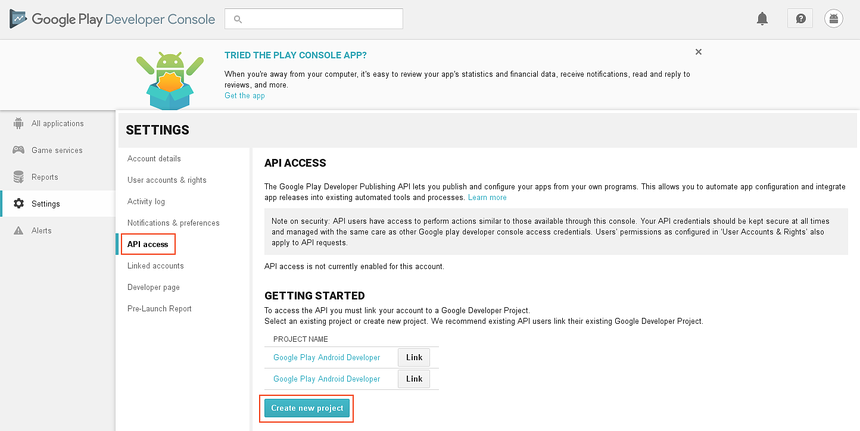 Google Play Developer Console
TRIED THE PLAY CONSOLE APP?
When you're away from your computer, it's easy to review your app's statistics and financial data, receive notifications, read and reply to
reviews, and more.
Get the app
All applications
Game services
Reports
Settings
Alerts
SETTINGS
Account details
User accounts & rights
Activity log
Notifications & preferences
API access
Linked accounts
Developer page
Pre-Launch Report
API ACCESS
The Google Play Developer Publishing API lets you publish and configure your apps from your own programs. This allows you to automate app configuration and integrate
app releases into existing automated tools and processes. Learn more
Note on security: API users have access to perform actions similar to those available through this console. Your API credentials should be kept secure at all times
and managed with the same care as other Google play developer console access credentials. Users' permissions as configured in 'User Accounts & Rights' also
apply to API requests.
API access is not currently enabled for this account.
GETTING STARTED
To access the API you must link your account to a Google Developer Project.
Select an existing project or create new project. We recommend existing API users link their existing Google Developer Project.
PROJECT NAME
Google Play Android Developer Link
Google Play Android Developer Link
Create new project